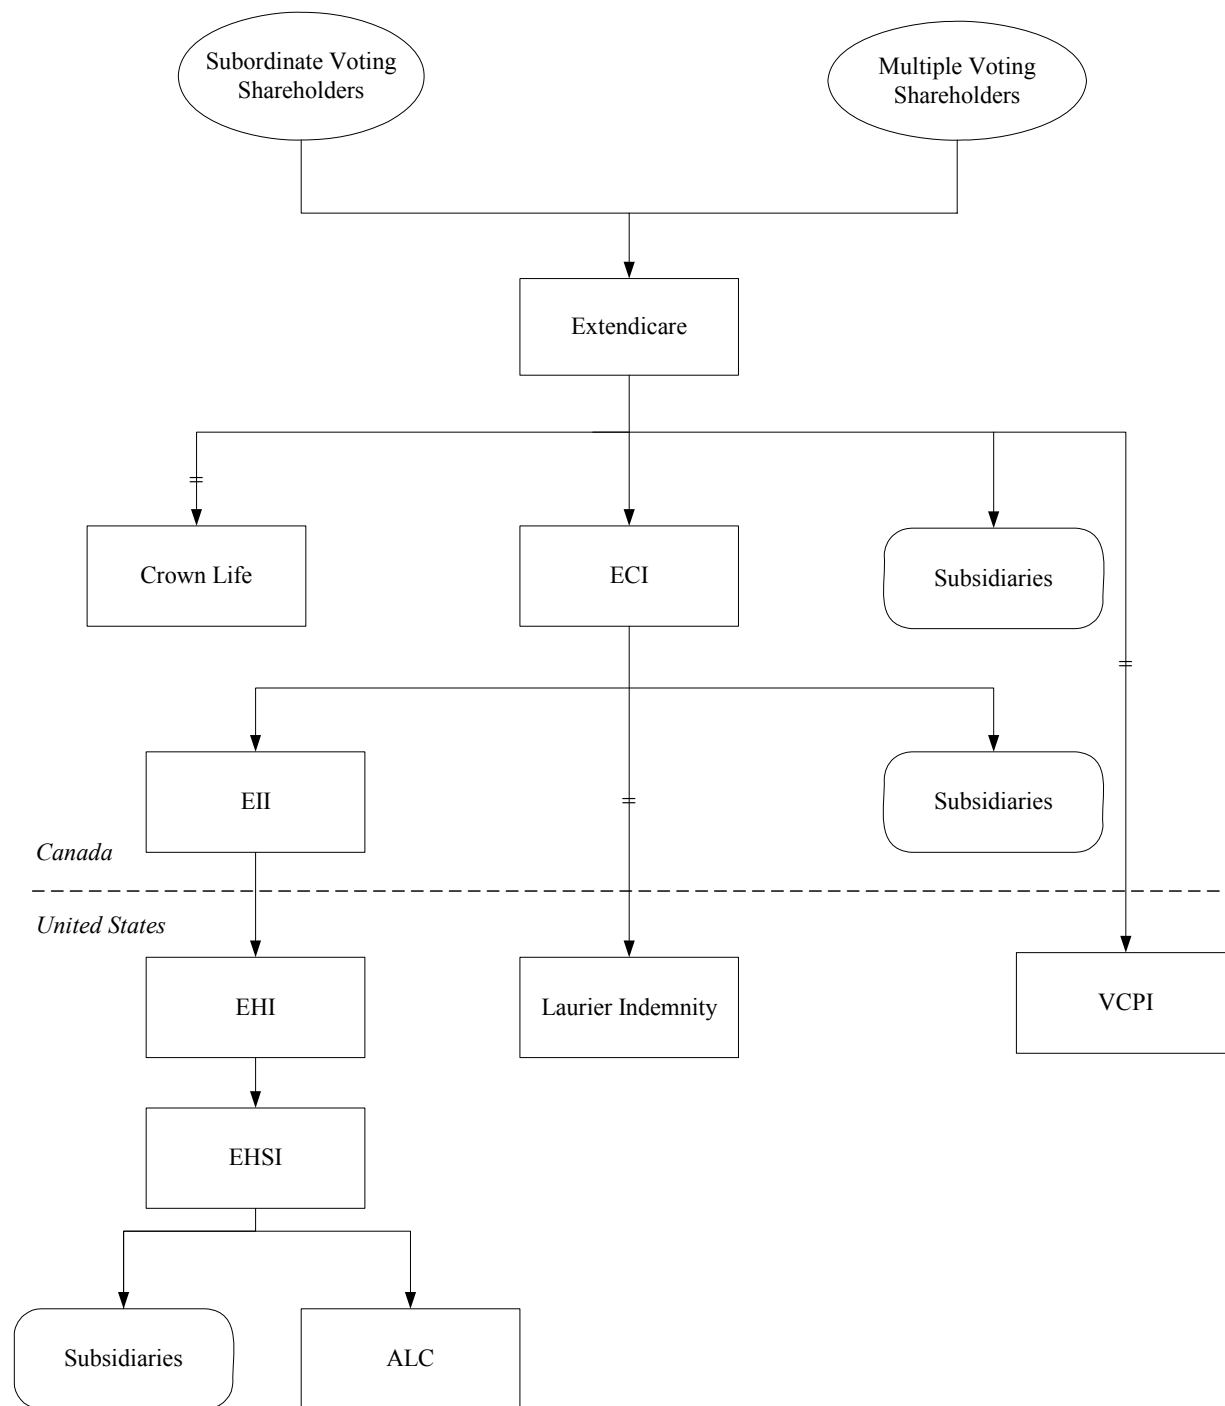 Subordinate Voting
Shareholders
Multiple Voting
Shareholders
Extendicare
Crown Life
ECI
Subsidiaries
EII
Subsidiaries
Canada
United States
EHI
Laurier Indemnity
VCPI
EHSI
Subsidiaries
ALC